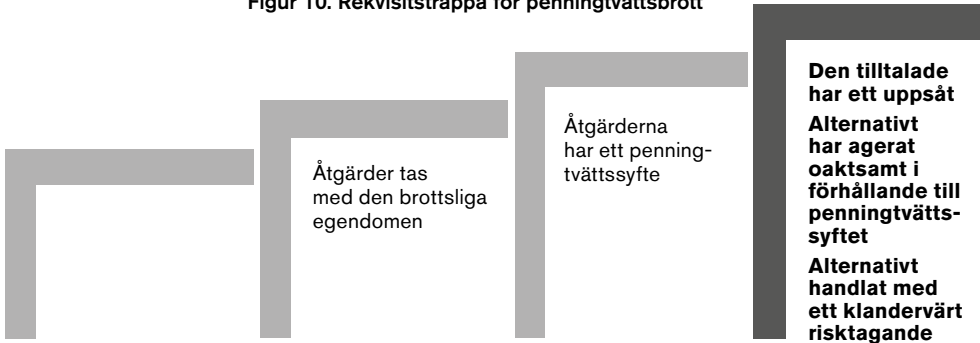 Figur 10. Rekvisitstrappa för penningtvättsbrott
Åtgärder tas
med den brottsliga
egendomen
Åtgärderna
har ett penning-
tvättssyfte
Den tilltalade
har ett uppsåt
Alternativt
har agerat
oaktsamt i
förhållande till
penningtvätts-
syftet
Alternativt
handlat med
ett klandervärt
risktagande